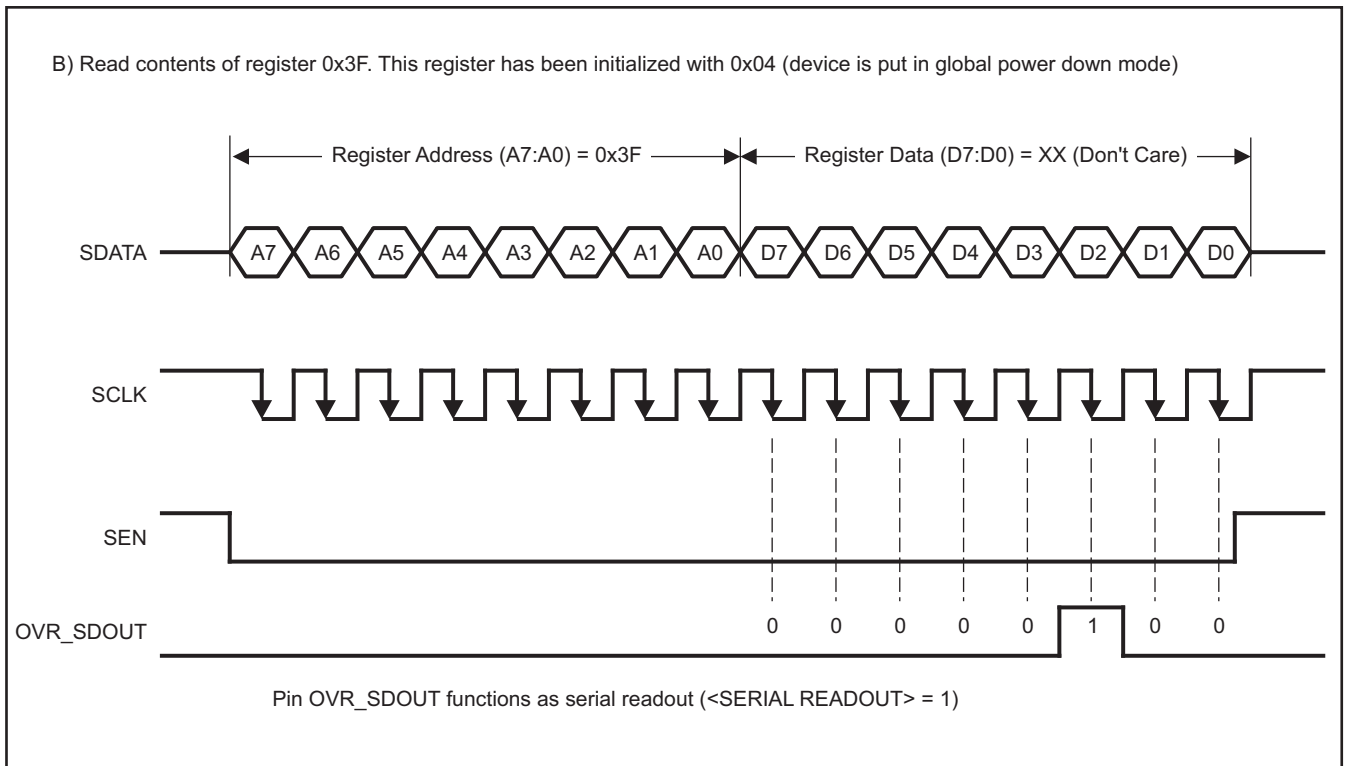 B) Read contents of register 0x3F. This register has been initialized with 0x04 (device is put in global power down mode)
Register Address (A7:A0) = 0x3F
Register Data (D7:D0) = XX (Don't Care)
SDATA
A7 A6 A5 A4 A3 A2 A1 A0 D7 D6 D5 D4 D3 D2 D1 D0
SCLK
SEN
OVR_SDOUT
0 0 0 0 0 1 0 0
Pin OVR_SDOUT functions as serial readout (<SERIAL READOUT> = 1)